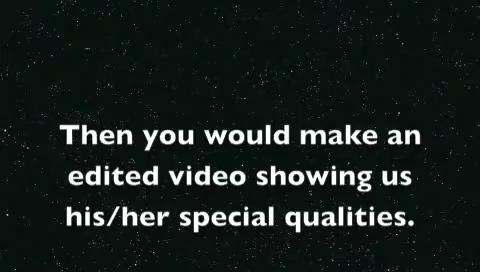 Then you would make an
edited video showing us
his/her special qualities.